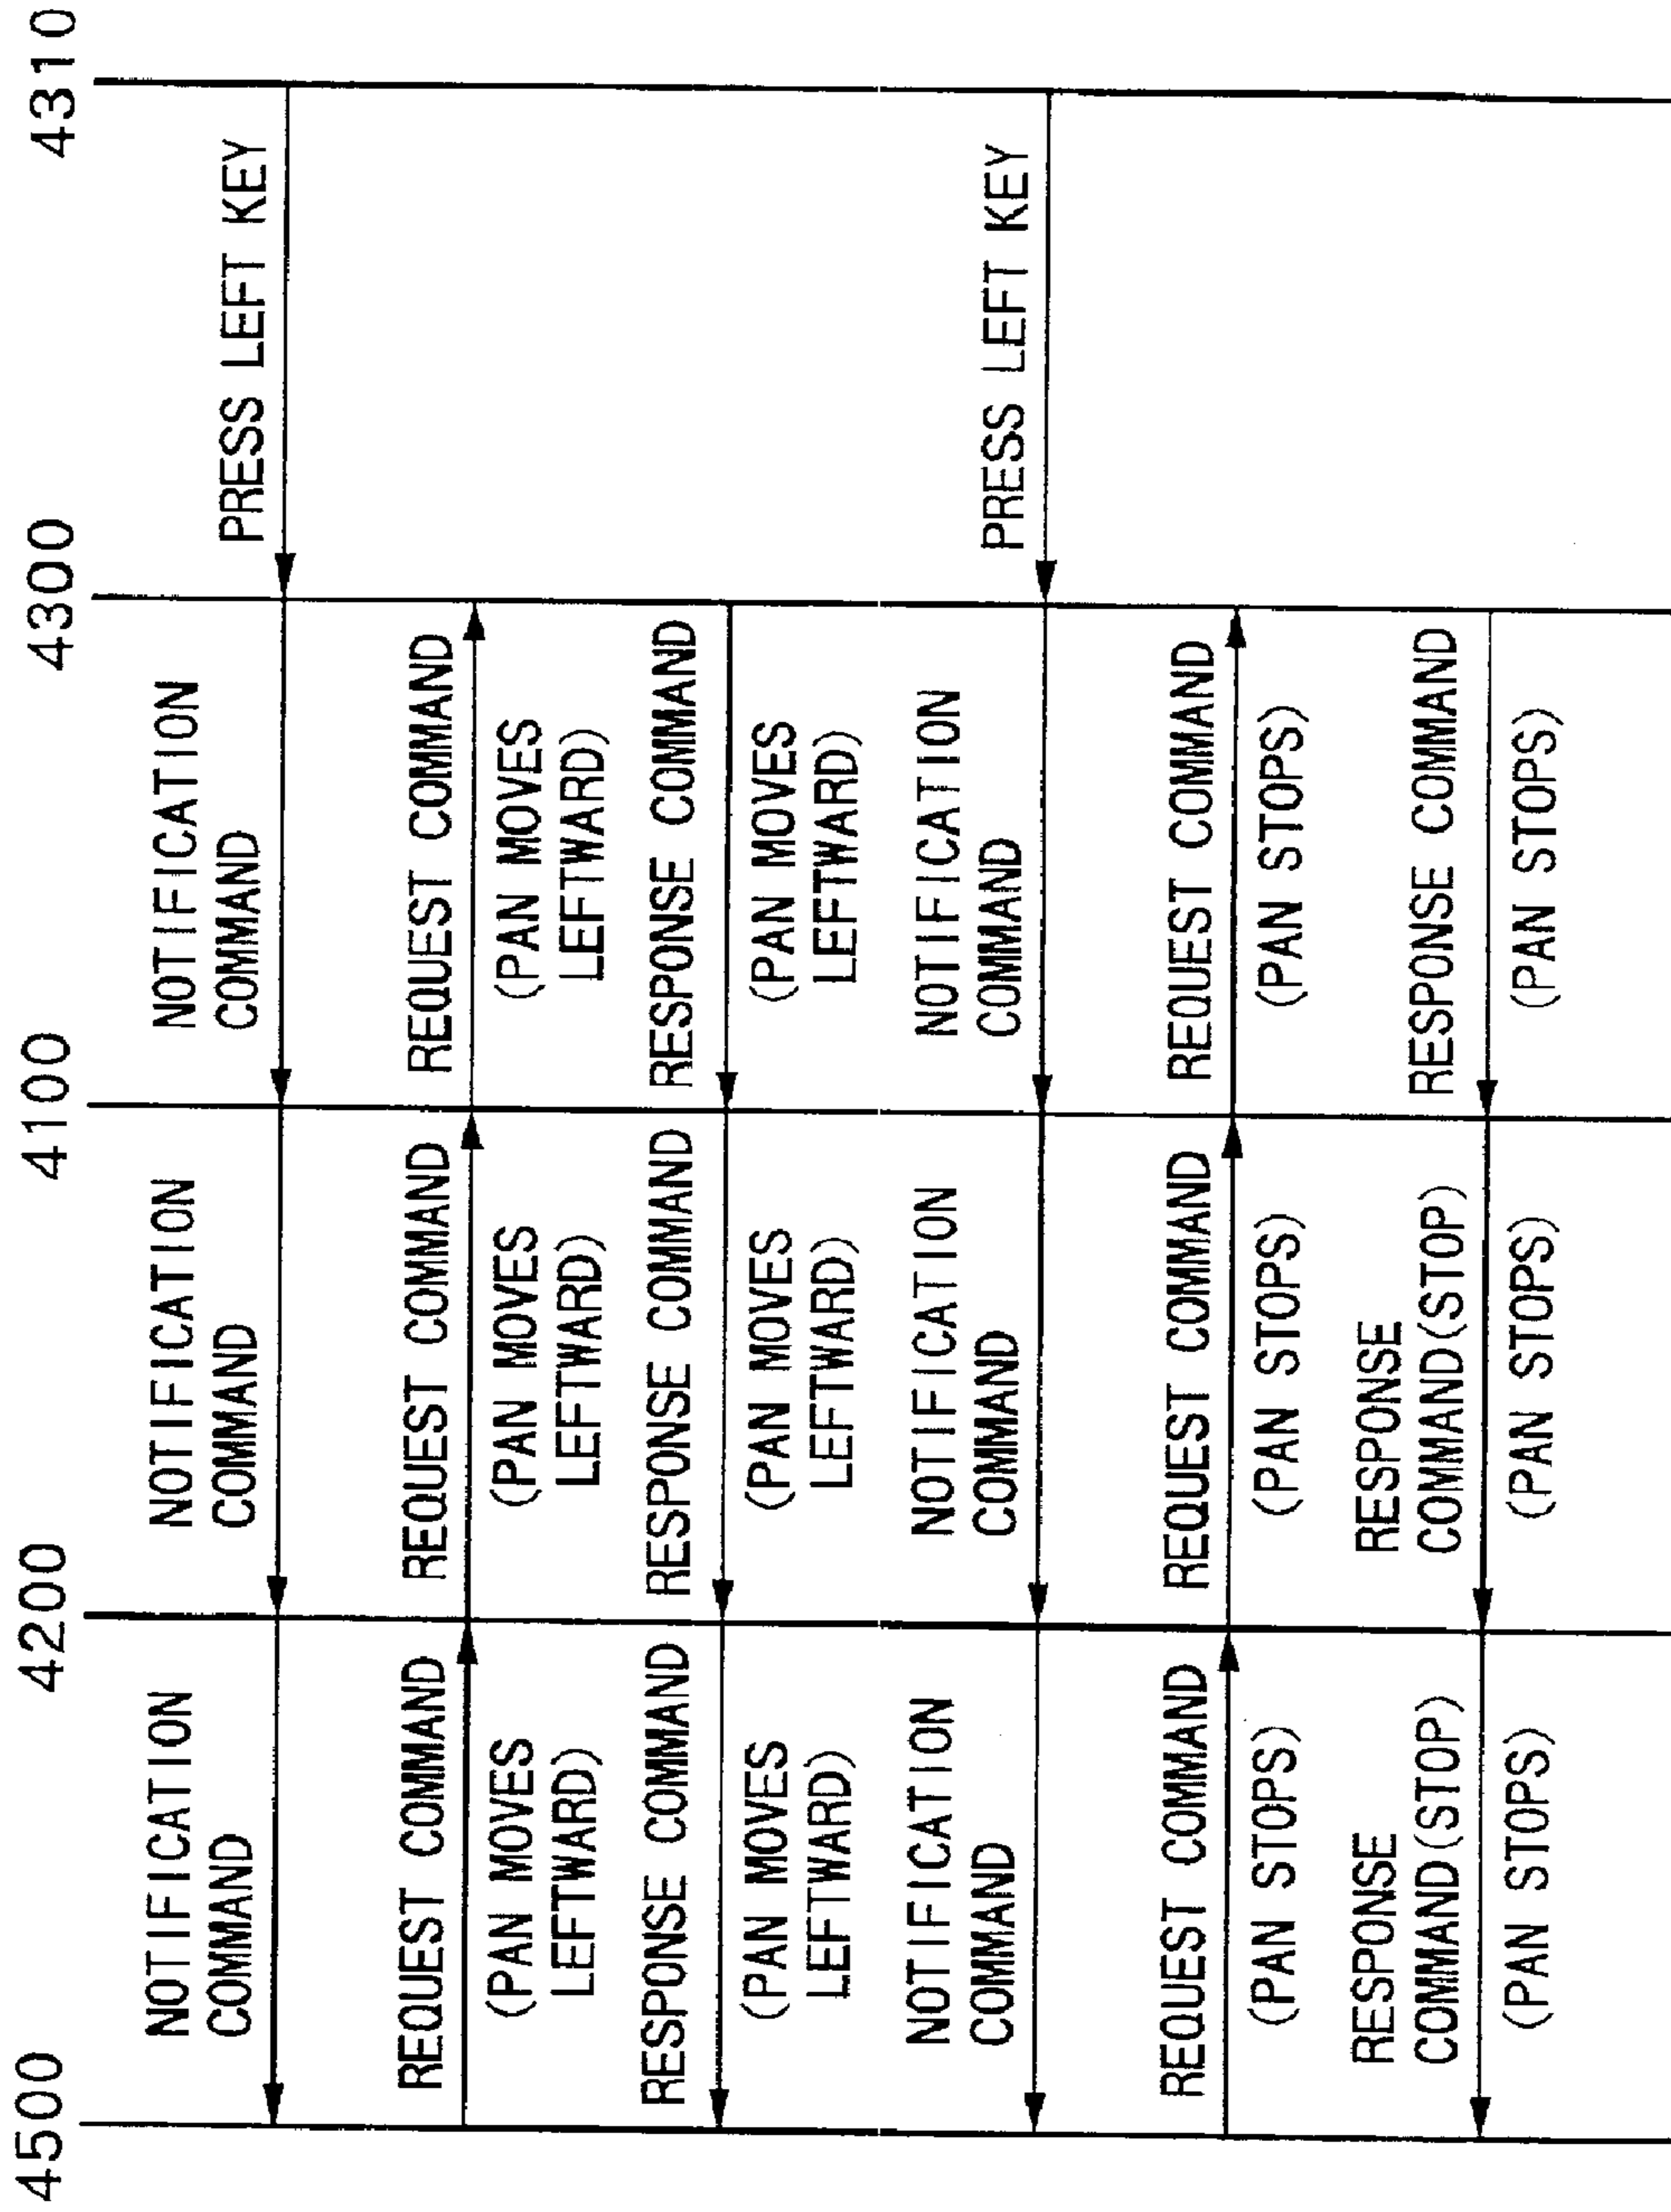 4500 4200 4100 4300 4310
NOTIFICATION NOTIFICATION NOTIFICATION
COMMAND COMMAND COMMAND PRESS LEFT KEY
REQUEST COMMAND REQUEST COMMAND REQUEST COMMAND
(PAN MOVES (PAN MOVES (PAN MOVES
LEFTWARD) LEFTWARD) LEFTWARD)
RESPONSE COMMAND RESPONSE COMMAND RESPONSE COMMAND
(PAN MOVES (PAN MOVES (PAN MOVES
LEFTWARD) LEFTWARD) LEFTWARD)
NOTIFICATION NOTIFICATION NOTIFICATION
COMMAND COMMAND COMMAND PRESS LEFT KEY
REQUEST COMMAND REQUEST COMMAND REQUEST COMMAND
(PAN STOPS) (PAN STOPS) (PAN STOPS)
RESPONSE RESPONSE
COMMAND(STOP) COMMAND(STOP) RESPONSE COMMAND
(PAN STOPS) (PAN STOPS) (PAN STOPS)